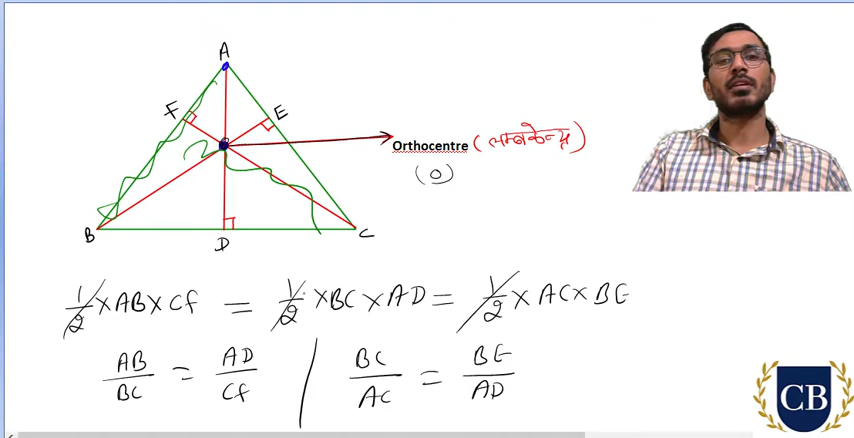 A
F
E
Orthocentre (लम्बकेन्द्र)
(O)
B
D
C
1/2 × AB × CF = 1/2 × BC × AD = 1/2 × AC × BE
AB/BC = AD/CF / BC/AC = BE/AD
CB